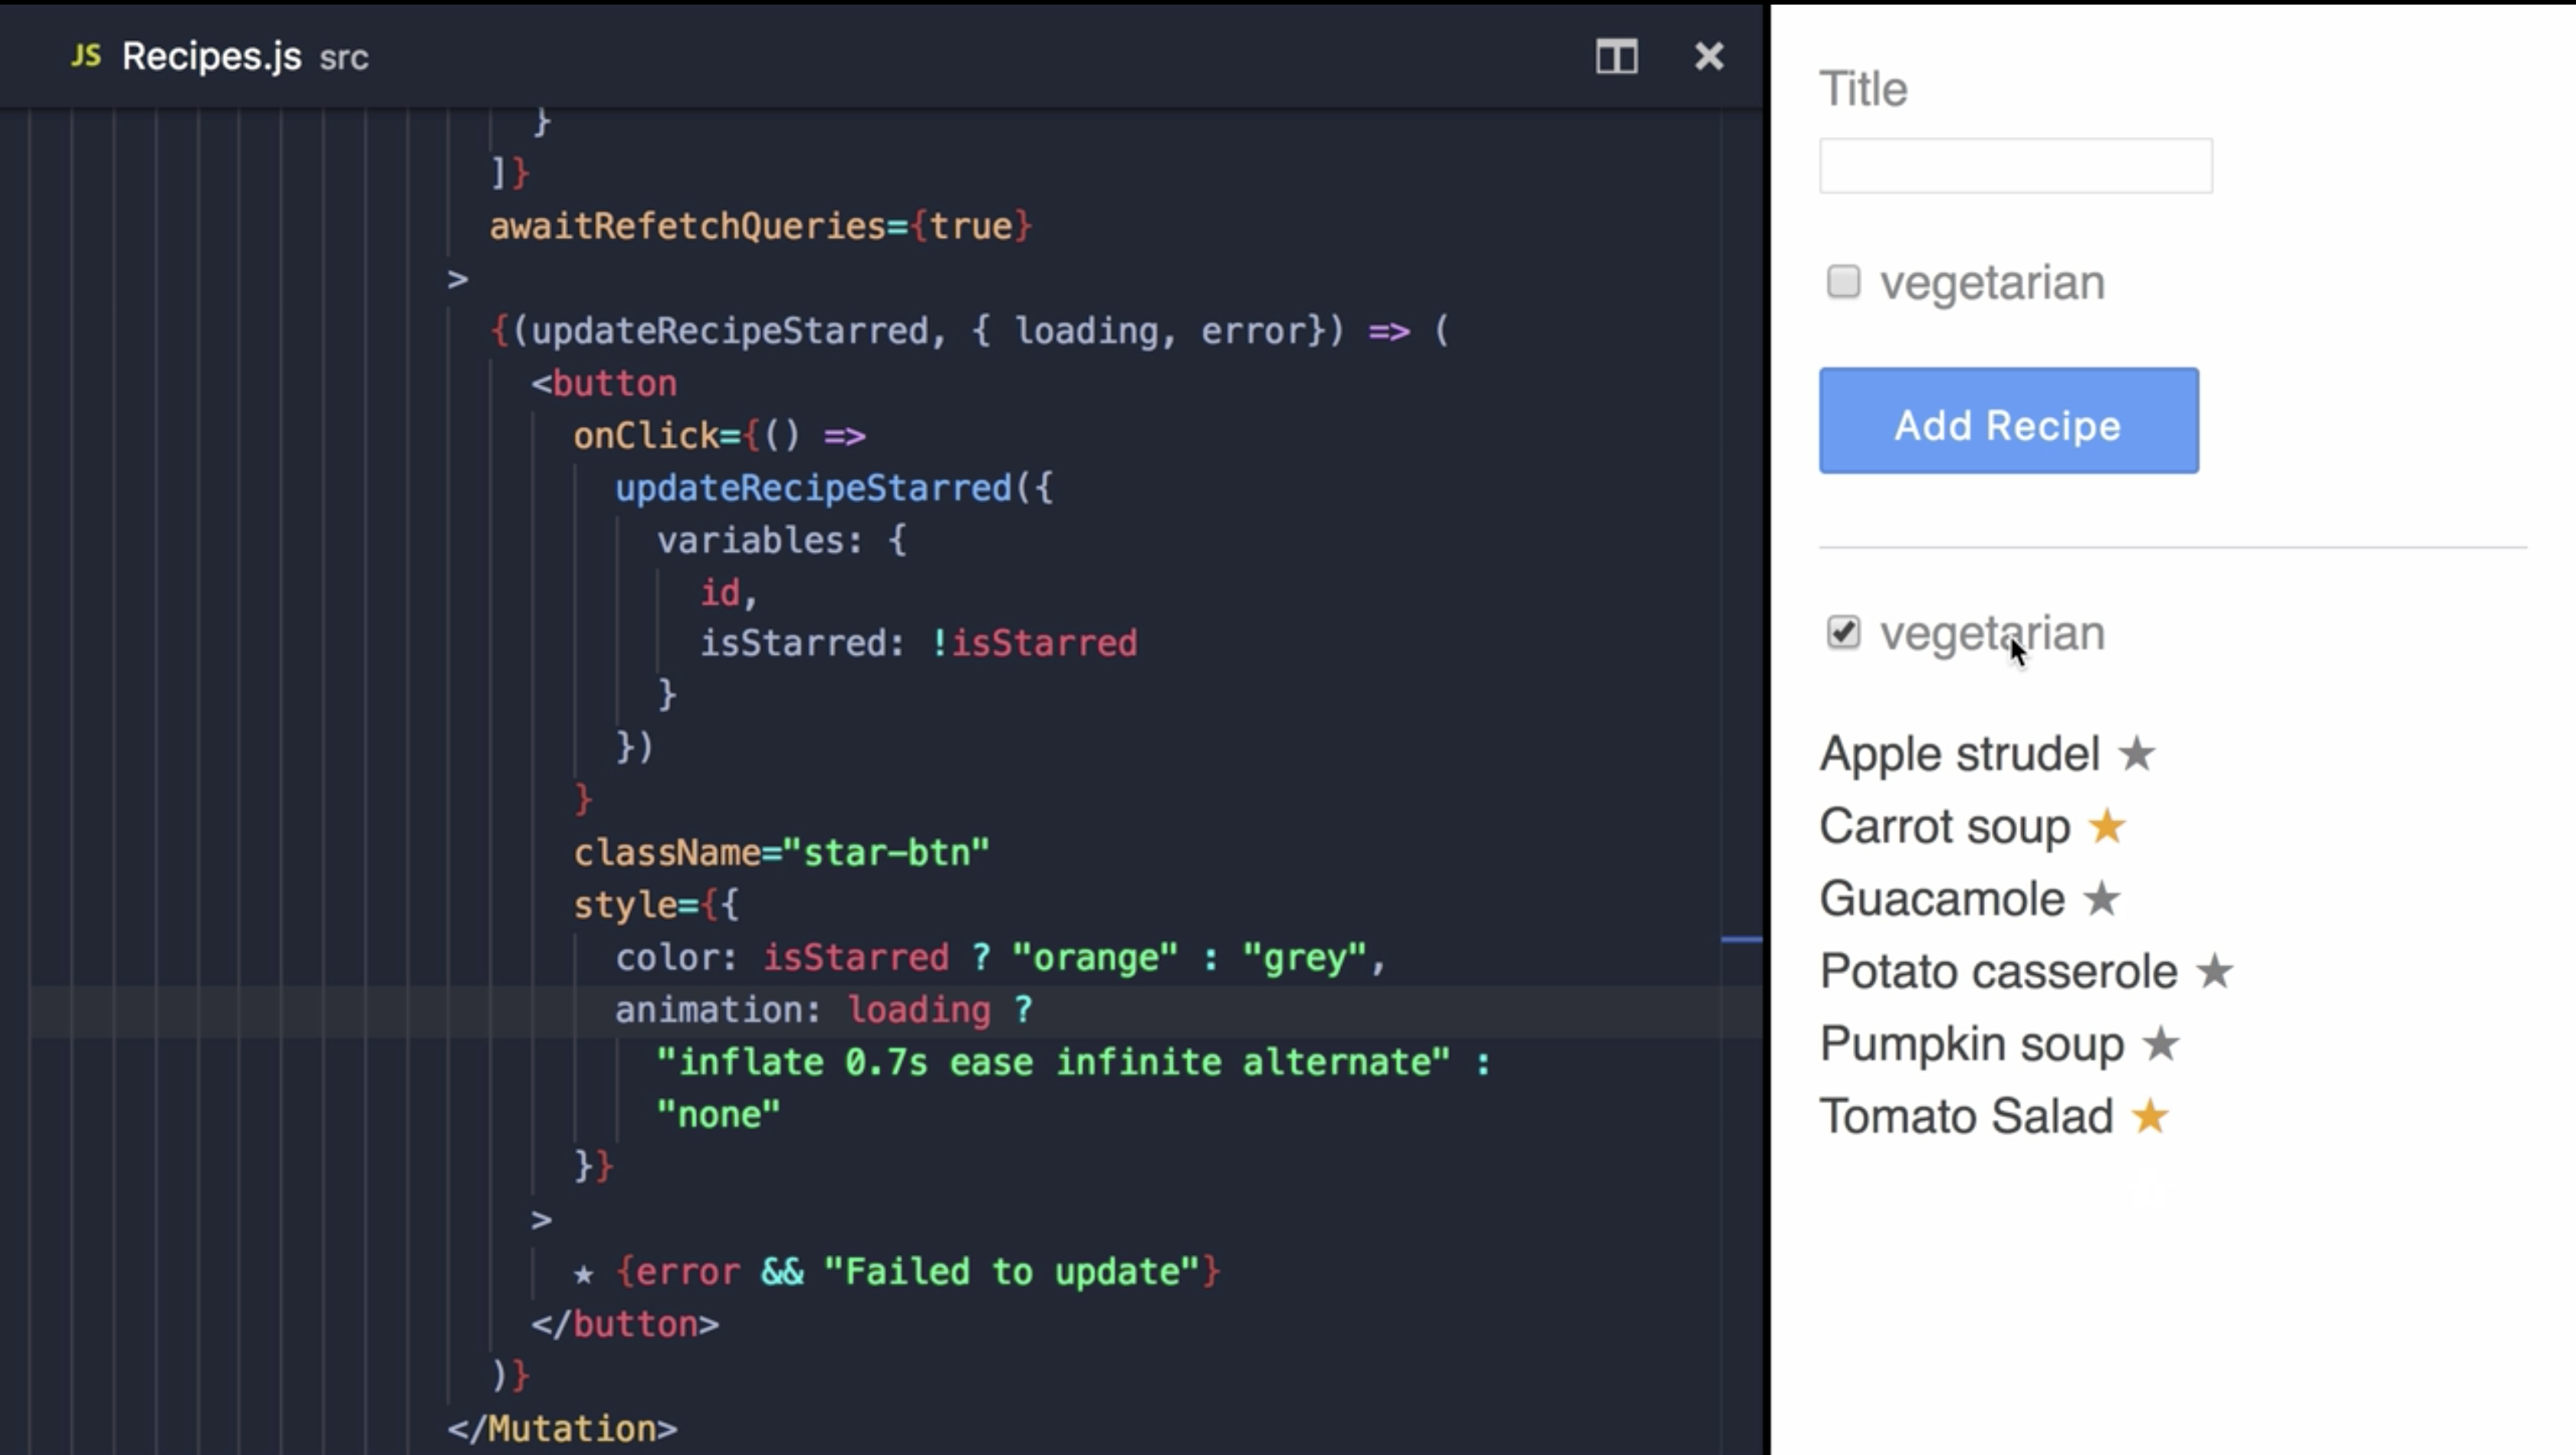 JS Recipes.js src
}
]}
awaitRefetchQueries={true}
>
{(updateRecipeStarred, { loading, error}) => (
<button
onClick={() =>
updateRecipeStarred({
variables: {
id,
isStarred: !isStarred
}
})
}
className="star-btn"
style={{
color: isStarred ? "orange" : "grey",
animation: loading ?
"inflate 0.7s ease infinite alternate" :
"none"
}}
>
★ {error && "Failed to update"}
</button>
)}
</Mutation>
Title
vegetarian
Add Recipe
vegetarian
Apple strudel ★
Carrot soup ★
Guacamole ★
Potato casserole ★
Pumpkin soup ★
Tomato Salad ★